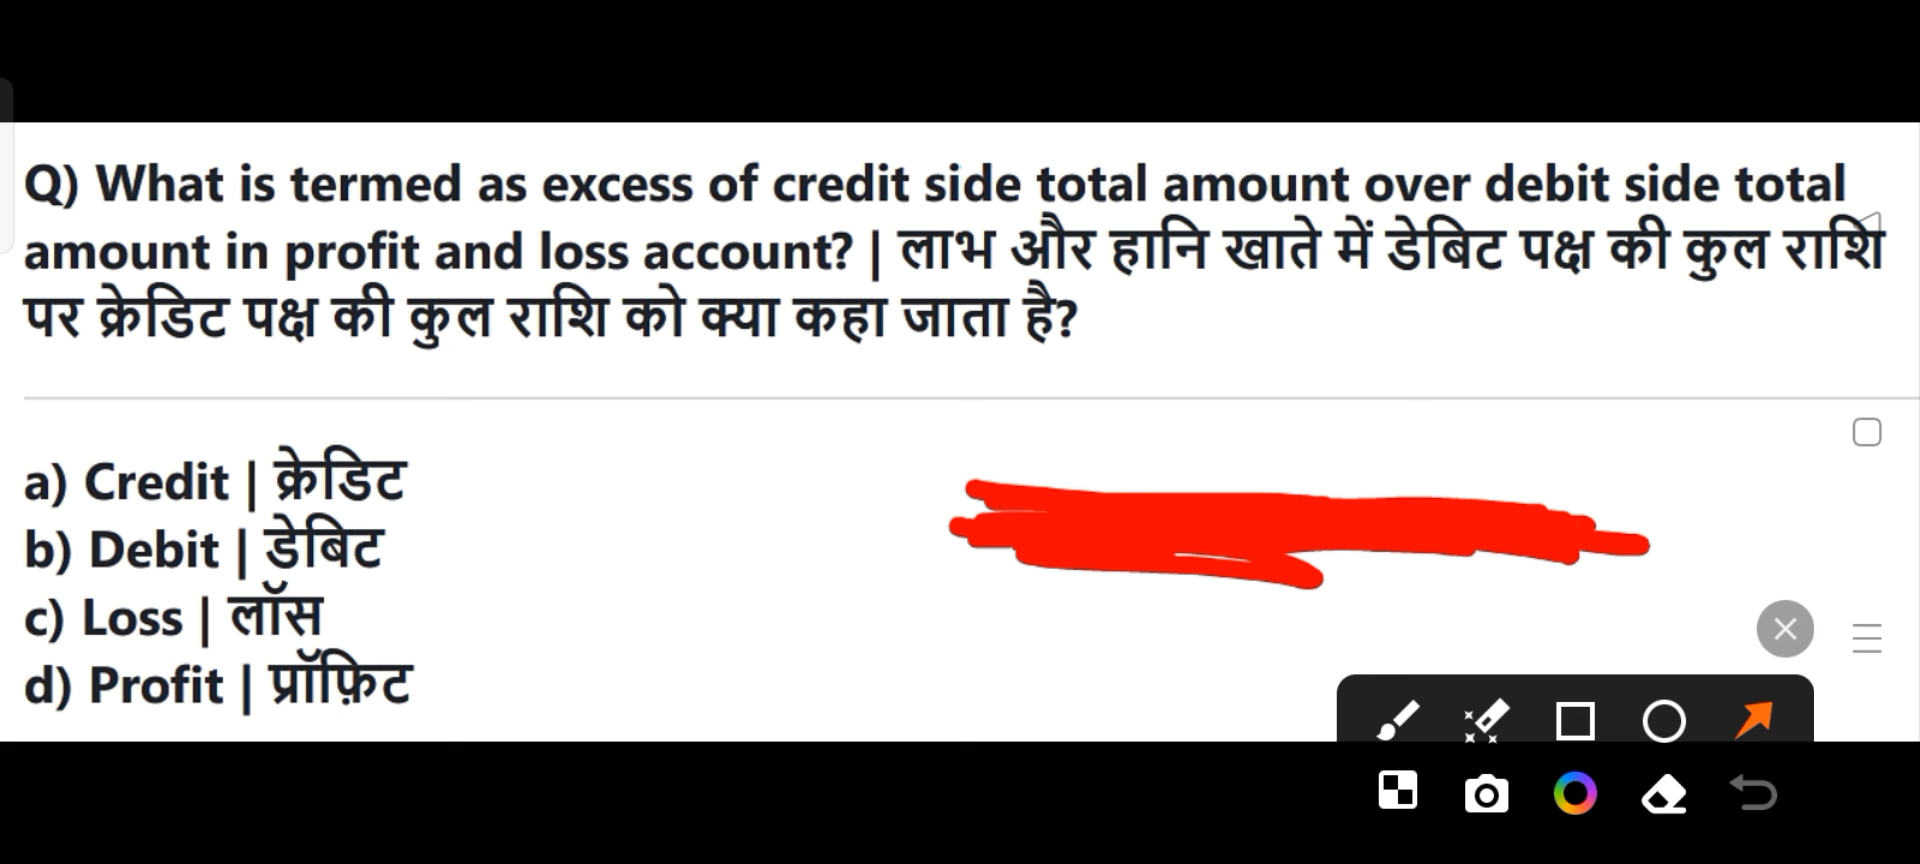 Q) What is termed as excess of credit side total amount over debit side total
amount in profit and loss account? | लाभ और हानि खाते में डेबिट पक्ष की कुल राशि
पर क्रेडिट पक्ष की कुल राशि को क्या कहा जाता है?
a) Credit | क्रेडिट
b) Debit | डेबिट
c) Loss | लॉस
d) Profit | प्रॉफ़िट